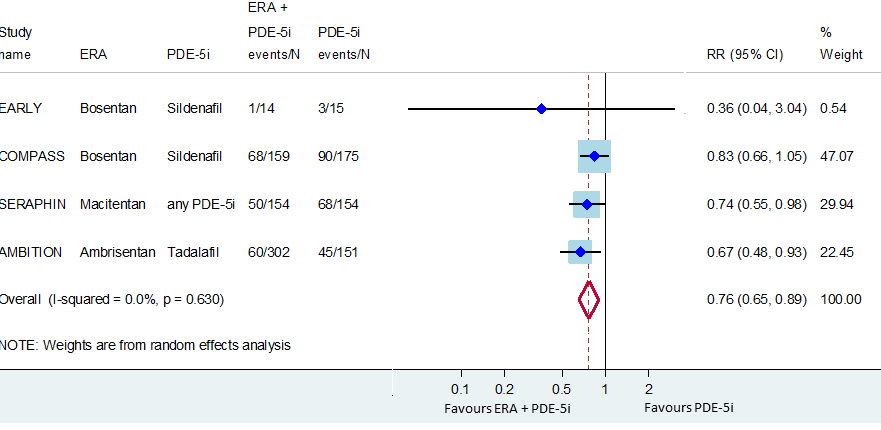 ERA +
Study PDE-5i PDE-5i %
name ERA PDE-5i events/N events/N RR (95% CI) Weight
EARLY Bosentan Sildenafil 1/14 3/15 0.36 (0.04, 3.04) 0.54
COMPASS Bosentan Sildenafil 68/159 90/175 0.83 (0.66, 1.05) 47.07
SERAPHIN Macitentan any PDE-5i 50/154 68/154 0.74 (0.55, 0.98) 29.94
AMBITION Ambrisentan Tadalafil 60/302 45/151 0.67 (0.48, 0.93) 22.45
Overall (I-squared = 0.0%, p = 0.630) 0.76 (0.65, 0.89) 100.00
NOTE: Weights are from random effects analysis
0.1 0.2 0.5 1 2
Favours ERA + PDE-5i Favours PDE-5i